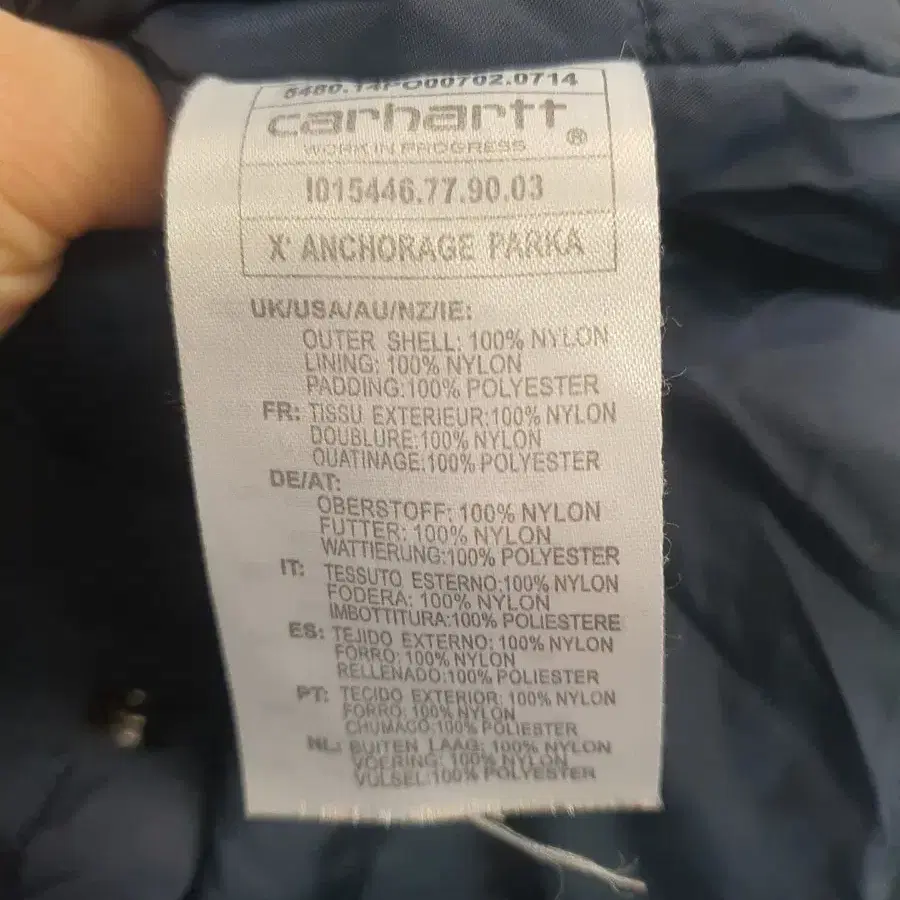 5480.14PO00702.0714
carhartt ®
WORK IN PROGRESS
I015446.77.90.03
X' ANCHORAGE PARKA
UK/USA/AU/NZ/IE:
OUTER SHELL: 100% NYLON
LINING: 100% NYLON
PADDING:100% POLYESTER
FR: TISSU EXTERIEUR:100% NYLON
DOUBLURE:100% NYLON
OUATINAGE:100% POLYESTER
DE/AT:
OBERSTOFF: 100% NYLON
FUTTER: 100% NYLON
WATTIERUNG:100% POLYESTER
IT: TESSUTO ESTERNO:100% NYLON
FODERA: 100% NYLON
IMBOTTITURA:100% POLIESTERE
ES: TEJIDO EXTERNO: 100% NYLON
FORRO: 100% NYLON
RELLENADO:100% POLIESTER
PT: TECIDO EXTERIOR: 100% NYLON
FORRO: 100% NYLON
CHUMACO:100% POLIESTER
NL: BUITEN LAAG: 100% NYLON
VOERING: 100% NYLON
VULSEL:100% POLYESTER